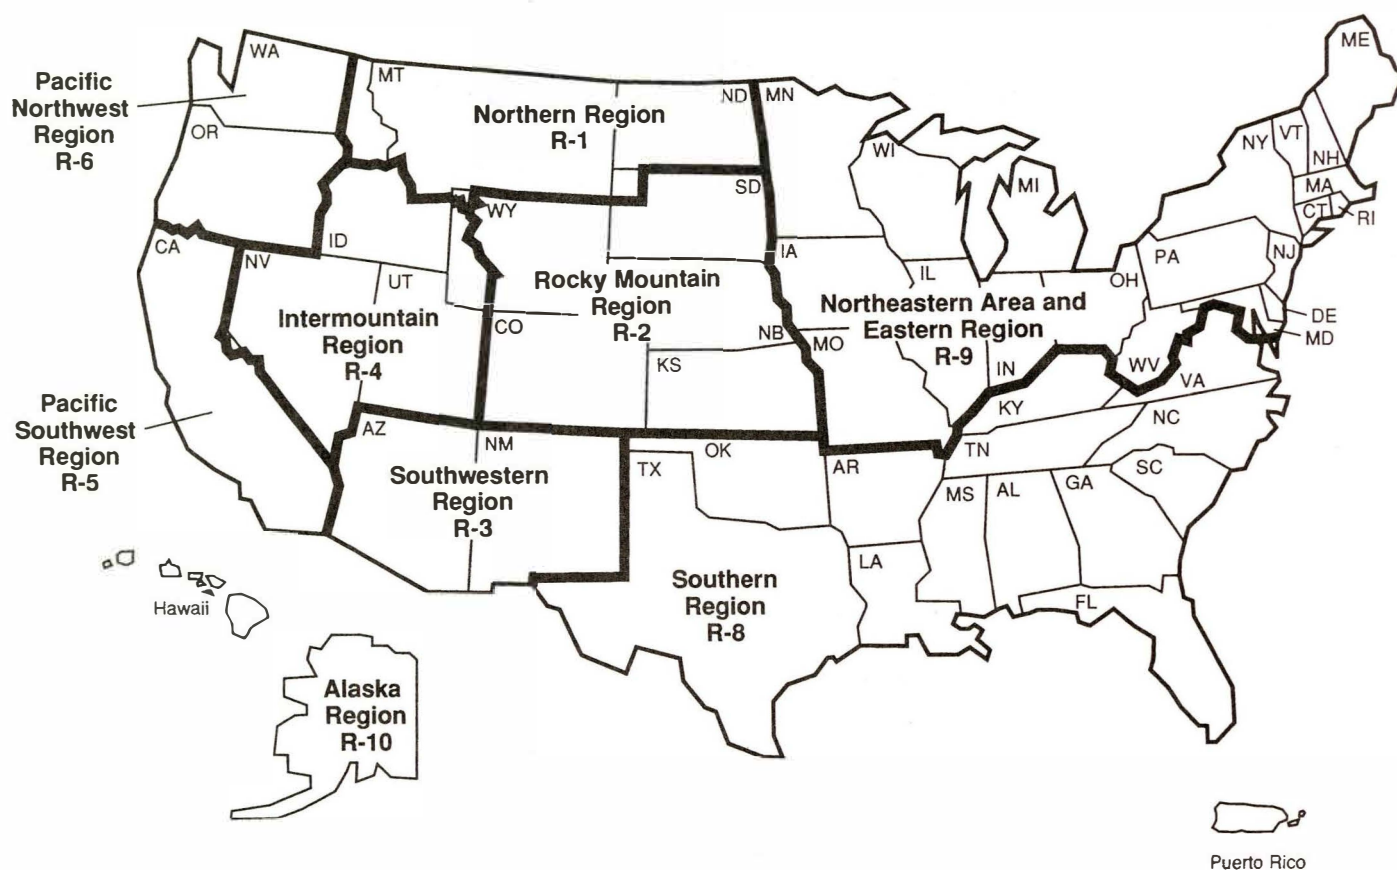 WA
Pacific
Northwest
Region
R-6
OR
MT
Northern Region
R-1
ND
MN
SD
WI
MI
ME
NY
VT
NH
MA
CT
RI
CA
NV
ID
UT
WY
Rocky Mountain
Region
R-2
Intermountain
Region
R-4
CO
KS
NB
IA
MO
IL
Northeastern Area and
Eastern Region
R-9
IN
OH
PA
NJ
DE
MD
WV
VA
KY
NC
TN
SC
Pacific
Southwest
Region
R-5
AZ
NM
Southwestern
Region
R-3
OK
TX
AR
MS
AL
GA
LA
FL
Southern
Region
R-8
Hawaii
Alaska
Region
R-10
Puerto Rico